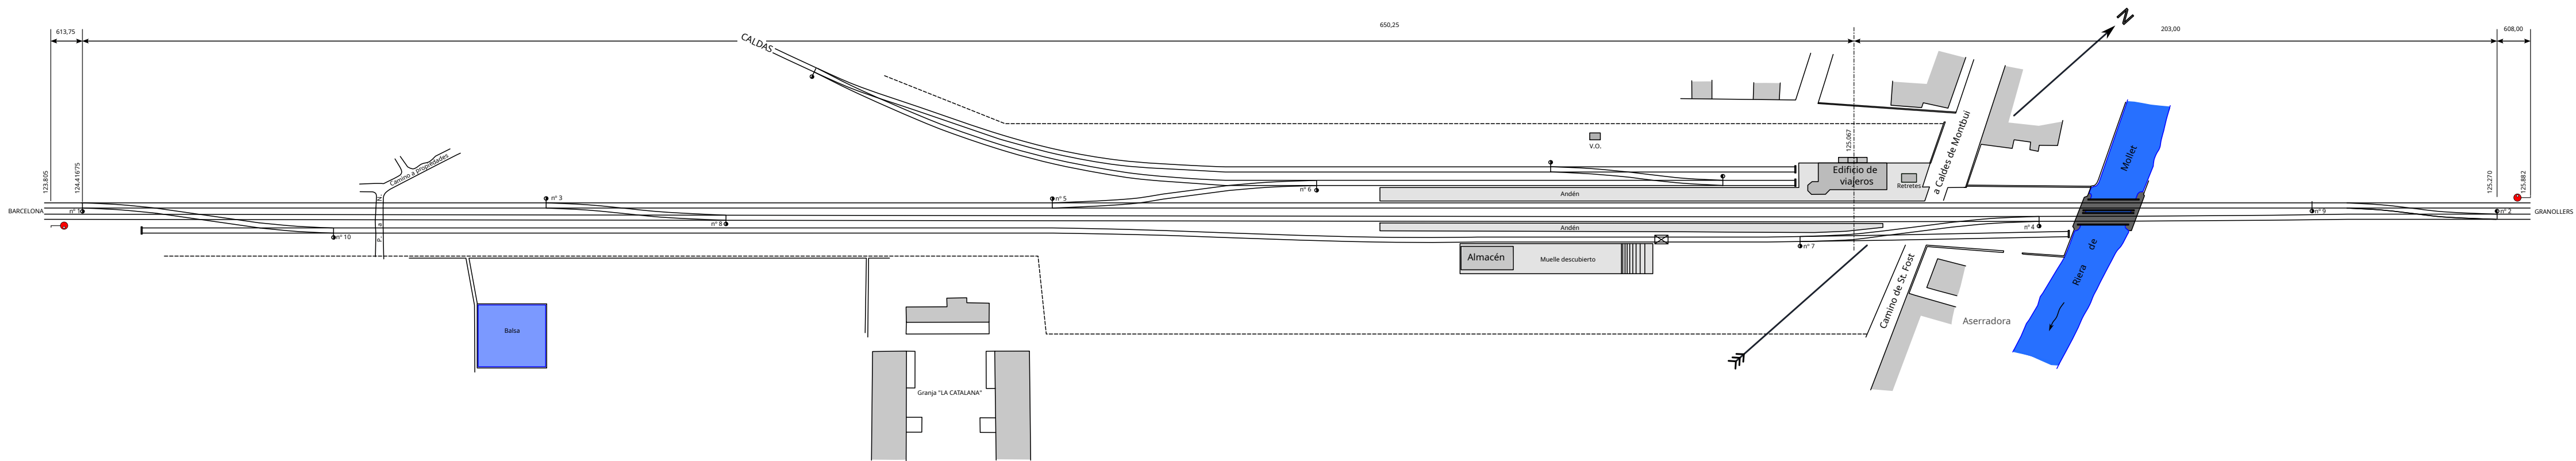 613,75
650,25
203,00
608,00
N
CALDAS
123.805
124.41675
125.067
125.270
125.882
Camino a propiedades
P. a N.
a Caldes de Montbui
Mollet
de
Riera
V.O.
Edificio de
viajeros
Retretes
Andén
nº 6
nº 3
nº 5
BARCELONA
nº 1
nº 8
nº 10
Andén
nº 4
nº 7
nº 9
nº 2
GRANOLLERS
Almacén
Muelle descubierto
Camino de St. Fost
Aserradora
Balsa
Granja "LA CATALANA"